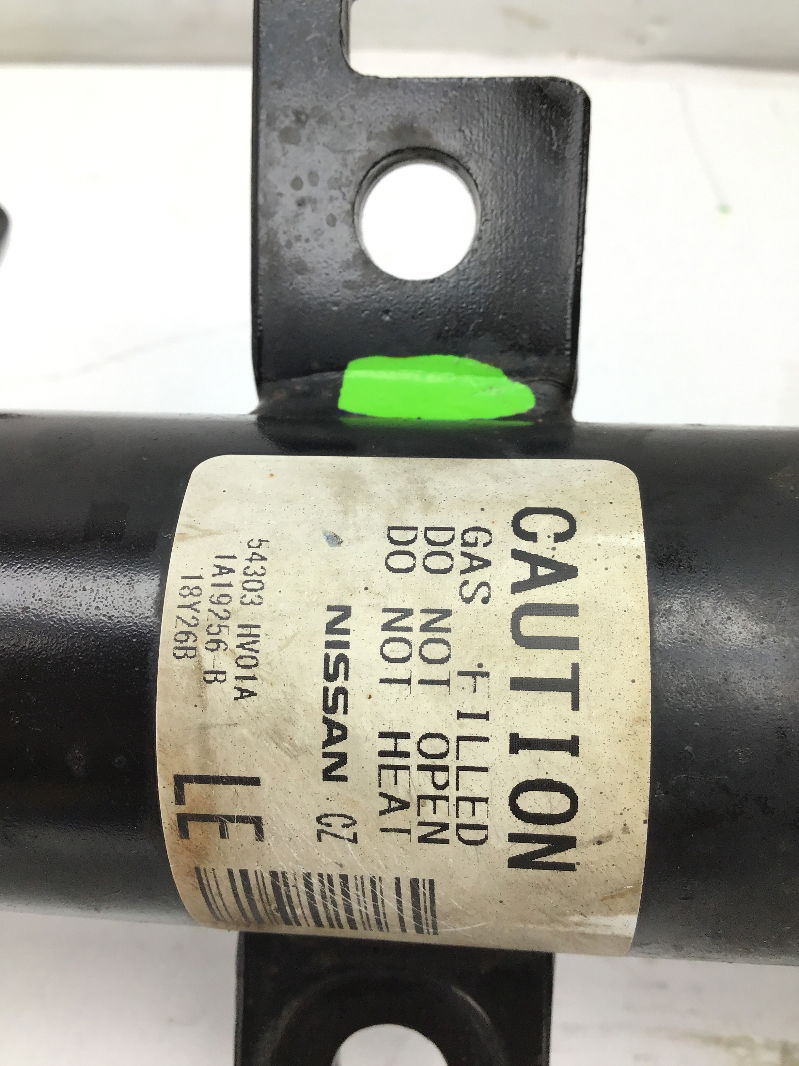 CAUTION
GAS FILLED
DO NOT OPEN
DO NOT HEAT
NISSAN CZ
54303 HV01A
1A19256-B
18Y26B
LE